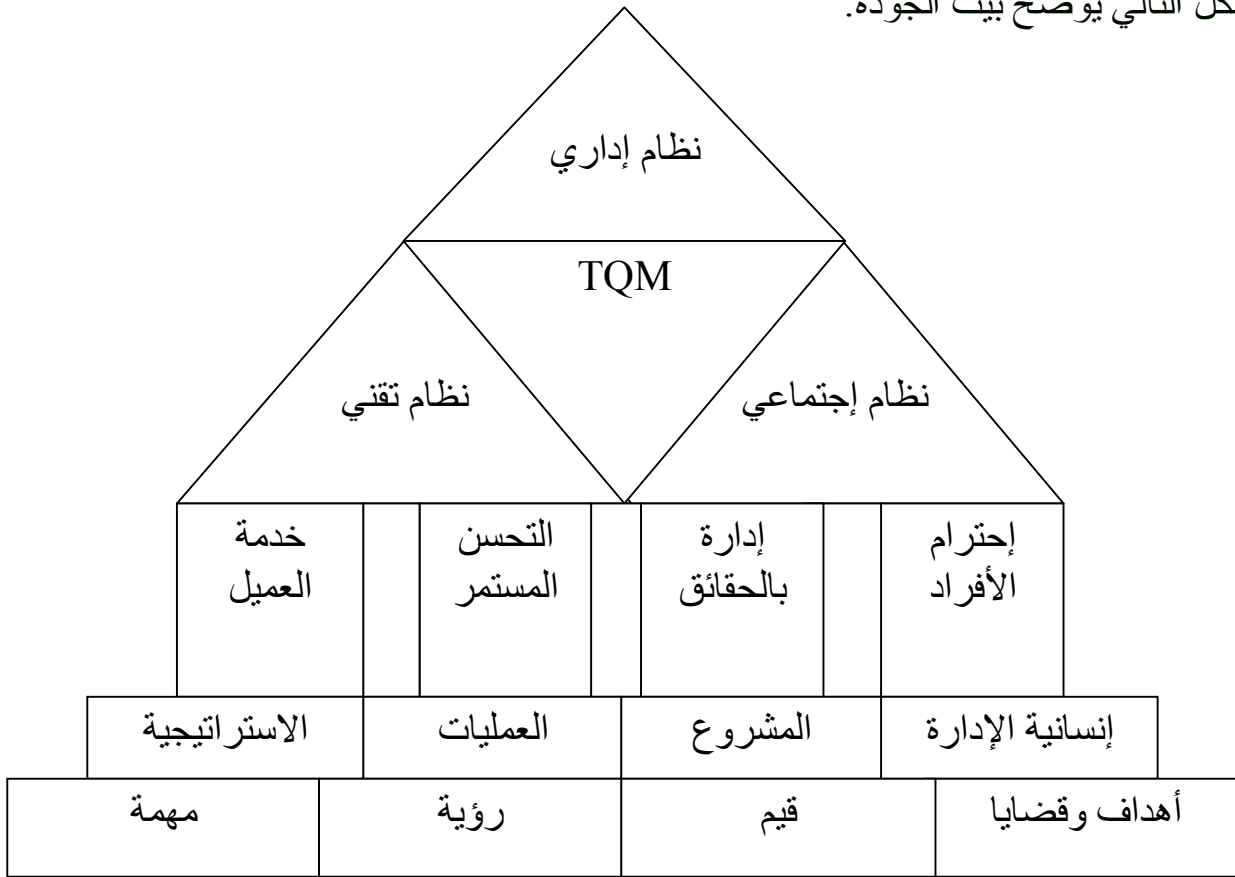 كل التالي يوضح بيت الجودة.
نظام إداري
TQM
نظام إجتماعي
نظام تقني
إحترام
الأفراد
إدارة
بالحقائق
التحسن
المستمر
خدمة
العميل
إنسانية الإدارة
المشروع
العمليات
الاستراتيجية
أهداف وقضايا
قيم
رؤية
مهمة